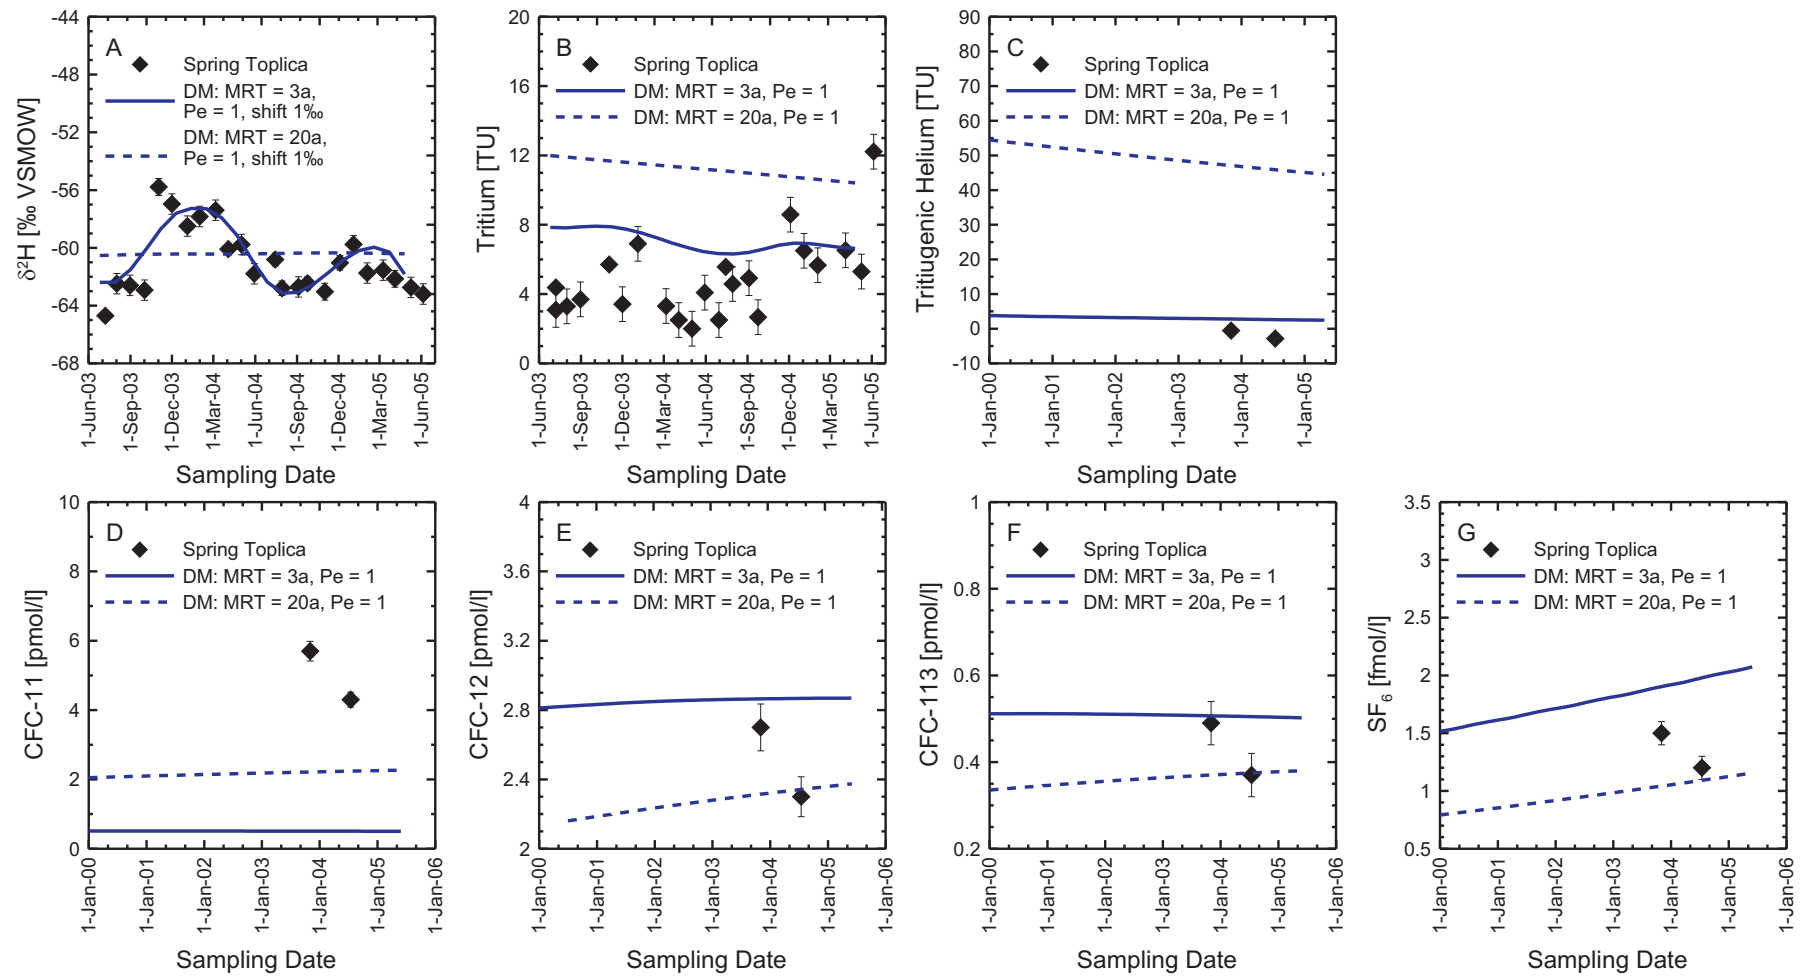 A
Spring Toplica
DM: MRT = 3a,
Pe = 1, shift 1‰
DM: MRT = 20a,
Pe = 1, shift 1‰
δ²H [‰ VSMOW]
-44
-48
-52
-56
-60
-64
-68
1-Jun-03
1-Sep-03
1-Dec-03
1-Mar-04
1-Jun-04
1-Sep-04
1-Dec-04
1-Mar-05
1-Jun-05
Sampling Date
B
Spring Toplica
DM: MRT = 3a, Pe = 1
DM: MRT = 20a, Pe = 1
Tritium [TU]
20
16
12
8
4
0
1-Jun-03
1-Sep-03
1-Dec-03
1-Mar-04
1-Jun-04
1-Sep-04
1-Dec-04
1-Mar-05
1-Jun-05
Sampling Date
C
Spring Toplica
DM: MRT = 3a, Pe = 1
DM: MRT = 20a, Pe = 1
Tritiugenic Helium [TU]
90
80
70
60
50
40
30
20
10
0
-10
1-Jan-00
1-Jan-01
1-Jan-02
1-Jan-03
1-Jan-04
1-Jan-05
Sampling Date
D
Spring Toplica
DM: MRT = 3a, Pe = 1
DM: MRT = 20a, Pe = 1
CFC-11 [pmol/l]
10
8
6
4
2
0
1-Jan-00
1-Jan-01
1-Jan-02
1-Jan-03
1-Jan-04
1-Jan-05
1-Jan-06
Sampling Date
E
Spring Toplica
DM: MRT = 3a, Pe = 1
DM: MRT = 20a, Pe = 1
CFC-12 [pmol/l]
4
3.6
3.2
2.8
2.4
2
1-Jan-00
1-Jan-01
1-Jan-02
1-Jan-03
1-Jan-04
1-Jan-05
1-Jan-06
Sampling Date
F
Spring Toplica
DM: MRT = 3a, Pe = 1
DM: MRT = 20a, Pe = 1
CFC-113 [pmol/l]
1
0.8
0.6
0.4
0.2
1-Jan-00
1-Jan-01
1-Jan-02
1-Jan-03
1-Jan-04
1-Jan-05
1-Jan-06
Sampling Date
G
Spring Toplica
DM: MRT = 3a, Pe = 1
DM: MRT = 20a, Pe = 1
SF₆ [fmol/l]
3.5
3
2.5
2
1.5
1
0.5
1-Jan-00
1-Jan-01
1-Jan-02
1-Jan-03
1-Jan-04
1-Jan-05
1-Jan-06
Sampling Date